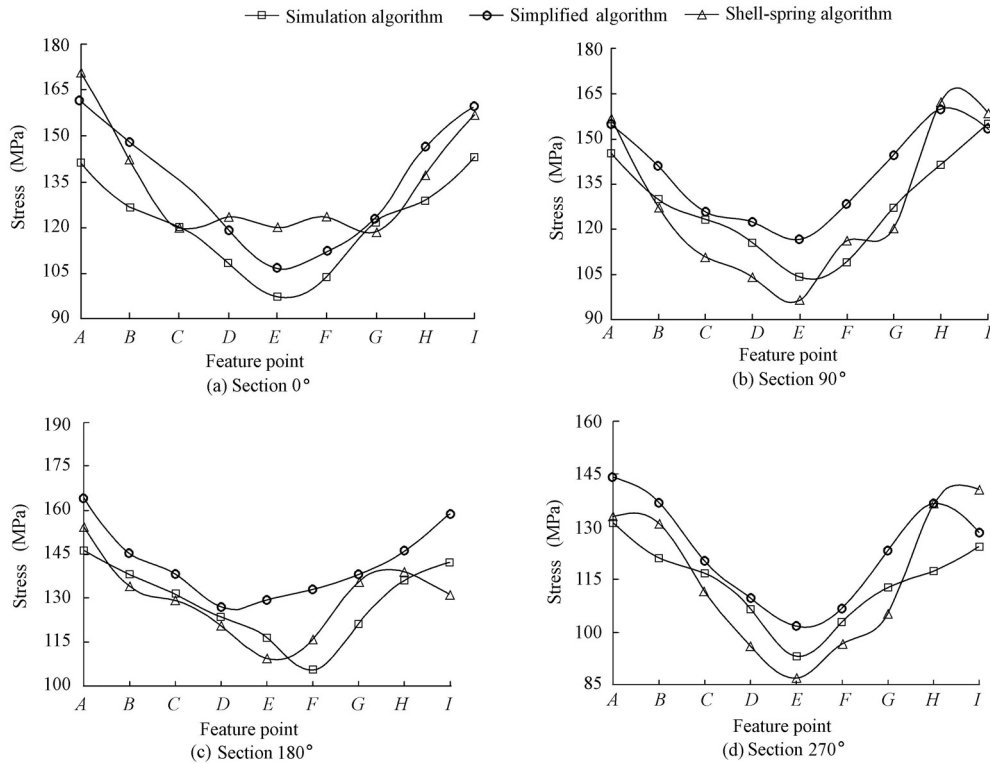 Simulation algorithm Simplified algorithm Shell-spring algorithm
180
165
150
135
120
105
90
Stress (MPa)
A B C D E F G H I
Feature point
(a) Section 0°
180
165
150
135
120
105
90
Stress (MPa)
A B C D E F G H I
Feature point
(b) Section 90°
190
175
160
145
130
115
100
Stress (MPa)
A B C D E F G H I
Feature point
(c) Section 180°
160
145
130
115
100
85
Stress (MPa)
A B C D E F G H I
Feature point
(d) Section 270°